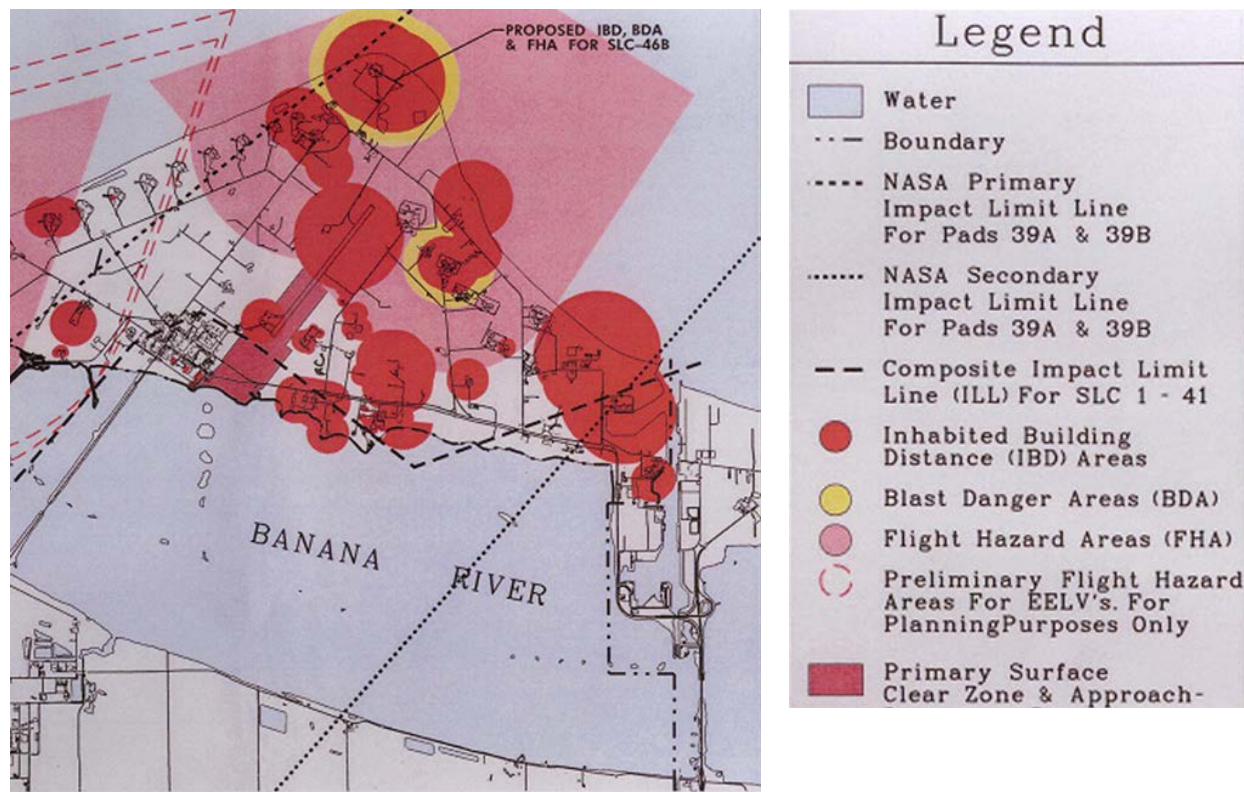 PROPOSED IBD, BDA
& FHA FOR SLC-46B
BANANA
RIVER
Legend
Water
Boundary
NASA Primary
Impact Limit Line
For Pads 39A & 39B
NASA Secondary
Impact Limit Line
For Pads 39A & 39B
Composite Impact Limit
Line (ILL) For SLC 1 - 41
Inhabited Building
Distance (IBD) Areas
Blast Danger Areas (BDA)
Flight Hazard Areas (FHA)
Preliminary Flight Hazard
Areas For EELV's. For
PlanningPurposes Only
Primary Surface
Clear Zone & Approach-